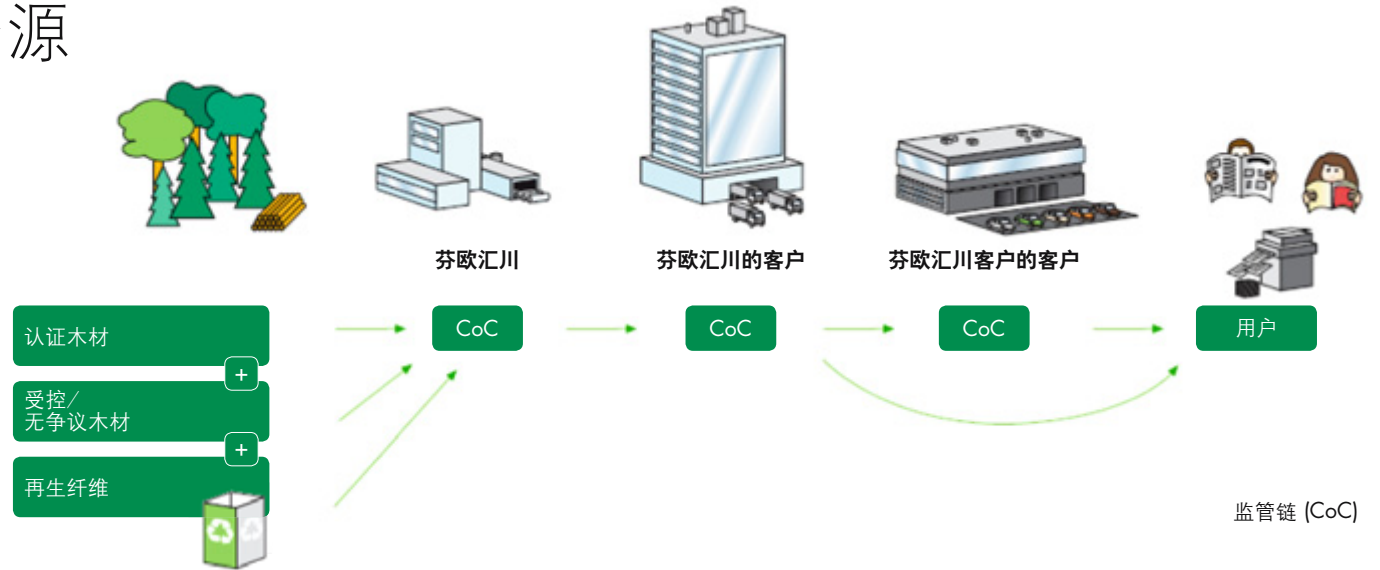 源
芬欧汇川
芬欧汇川的客户
芬欧汇川客户的客户
认证木材
CoC
CoC
CoC
用户
+
受控/
无争议木材
+
再生纤维
监管链 (CoC)